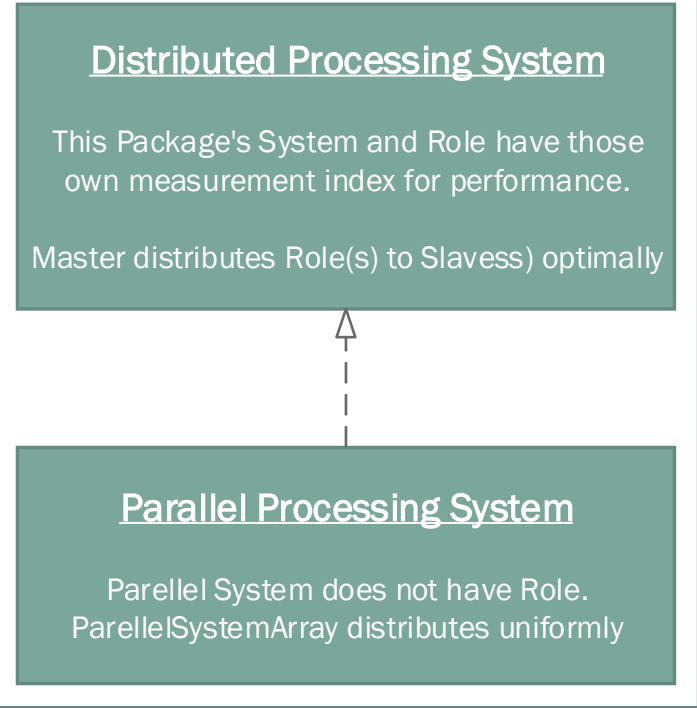 Distributed Processing System
This Package's System and Role have those
own measurement index for performance.
Master distributes Role(s) to Slavess) optimally
Parallel Processing System
Parellel System does not have Role.
ParellelSystemArray distributes uniformly